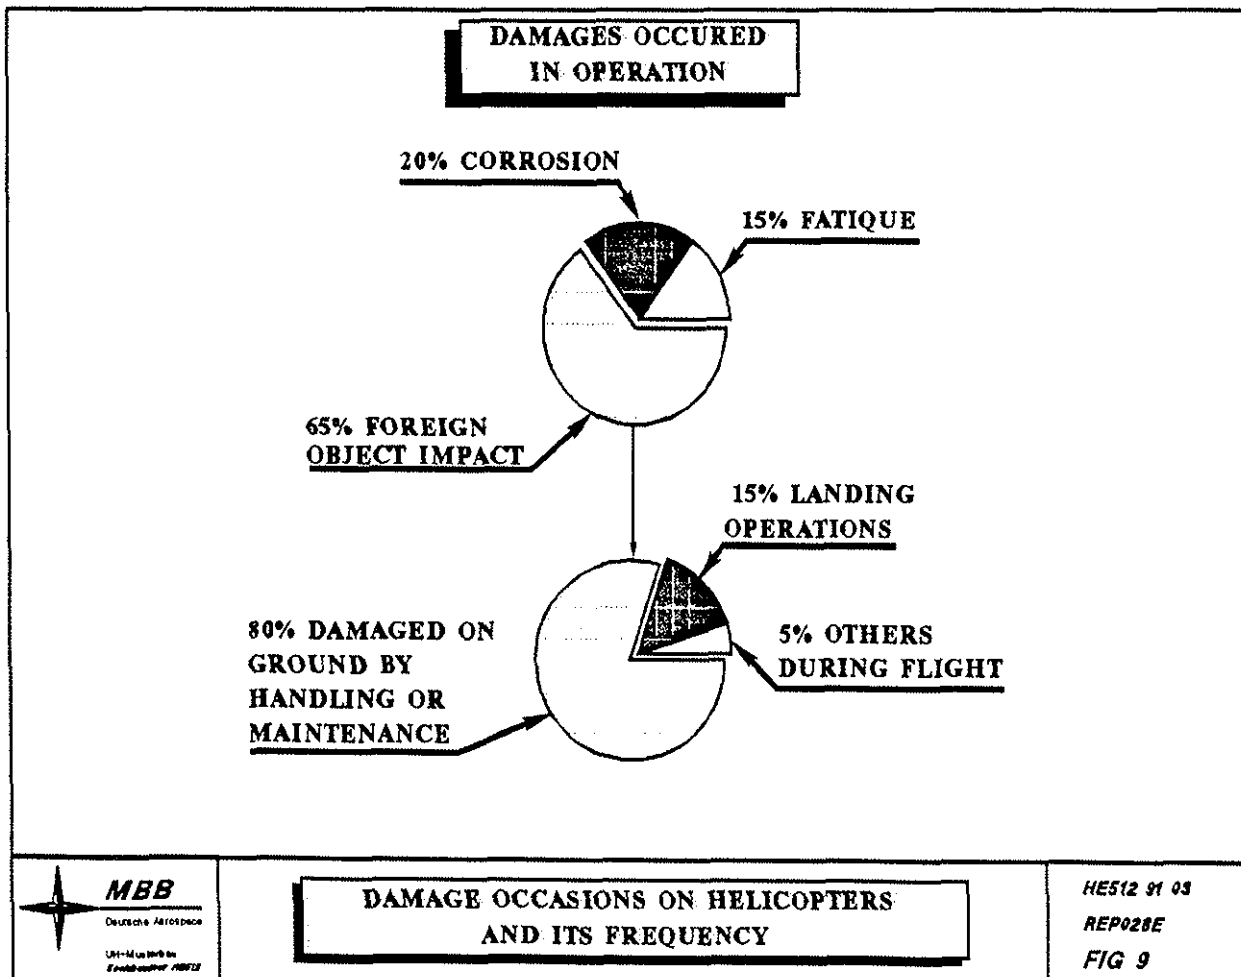 DAMAGES OCCURED
IN OPERATION
20% CORROSION
15% FATIQUE
65% FOREIGN
OBJECT IMPACT
15% LANDING
OPERATIONS
80% DAMAGED ON
GROUND BY
HANDLING OR
MAINTENANCE
5% OTHERS
DURING FLIGHT
MBB
Deutsche Aerospace
DAMAGE OCCASIONS ON HELICOPTERS
AND ITS FREQUENCY
HE512 91 03
REP028E
FIG 9